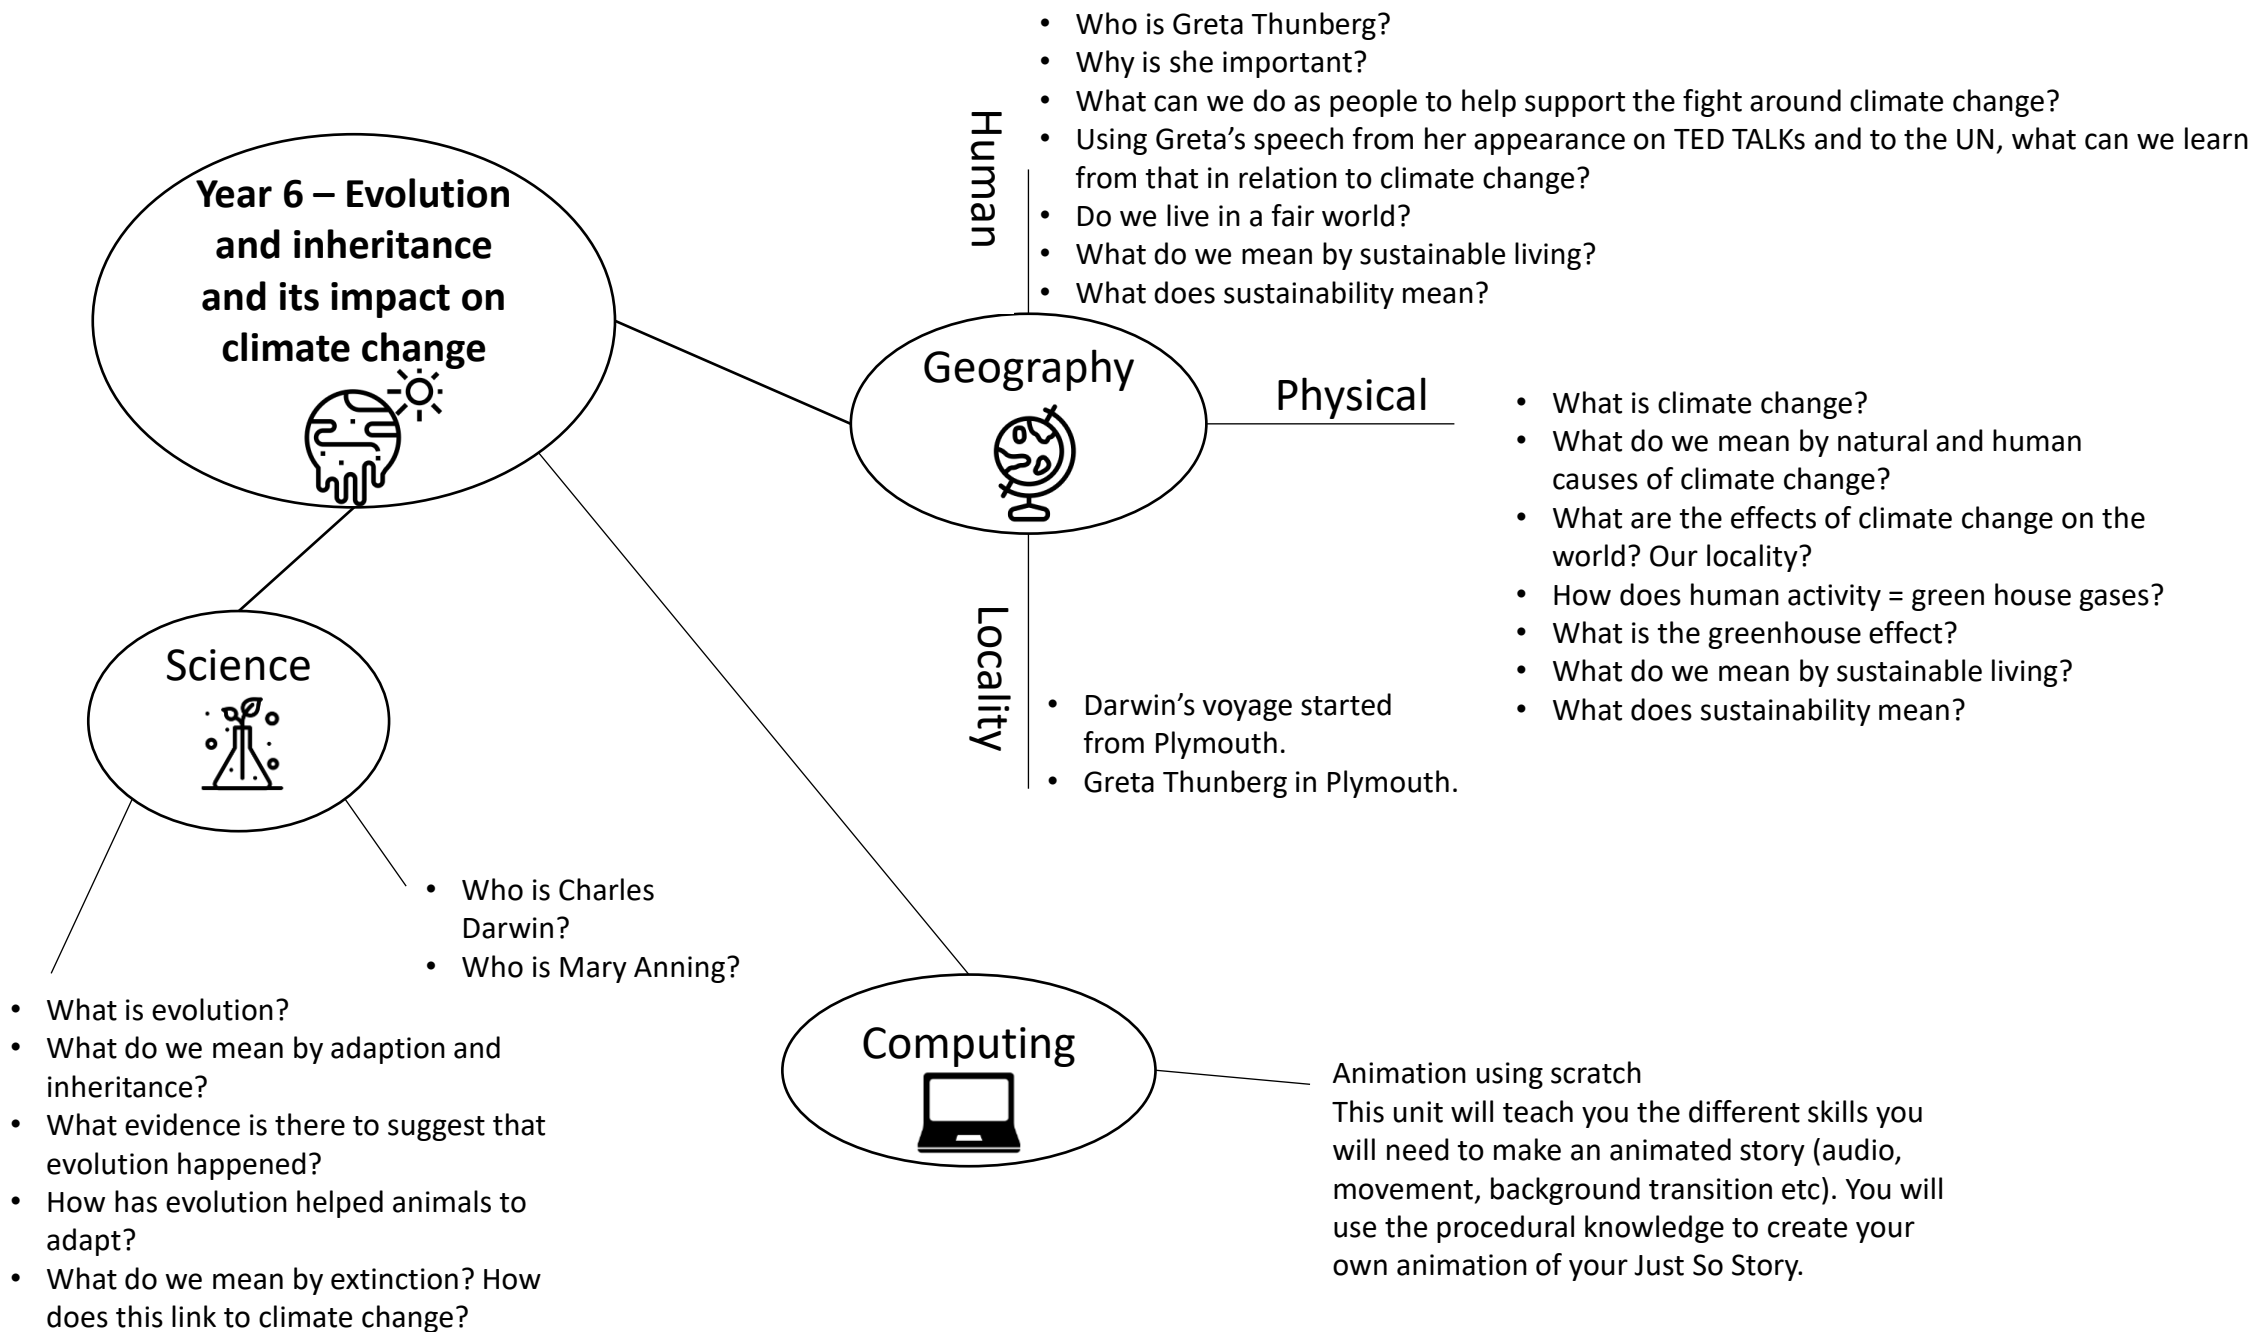 Year 6 – Evolution
and inheritance
and its impact on
climate change
Human
• Who is Greta Thunberg?
• Why is she important?
• What can we do as people to help support the fight around climate change?
• Using Greta's speech from her appearance on TED TALKs and to the UN, what can we learn
from that in relation to climate change?
• Do we live in a fair world?
• What do we mean by sustainable living?
• What does sustainability mean?
Geography
Physical
• What is climate change?
• What do we mean by natural and human
causes of climate change?
• What are the effects of climate change on the
world? Our locality?
• How does human activity = green house gases?
• What is the greenhouse effect?
• What do we mean by sustainable living?
• What does sustainability mean?
Locality
• Darwin's voyage started
from Plymouth.
• Greta Thunberg in Plymouth.
Science
• Who is Charles
Darwin?
• Who is Mary Anning?
• What is evolution?
• What do we mean by adaption and
inheritance?
• What evidence is there to suggest that
evolution happened?
• How has evolution helped animals to
adapt?
• What do we mean by extinction? How
does this link to climate change?
Computing
Animation using scratch
This unit will teach you the different skills you
will need to make an animated story (audio,
movement, background transition etc). You will
use the procedural knowledge to create your
own animation of your Just So Story.